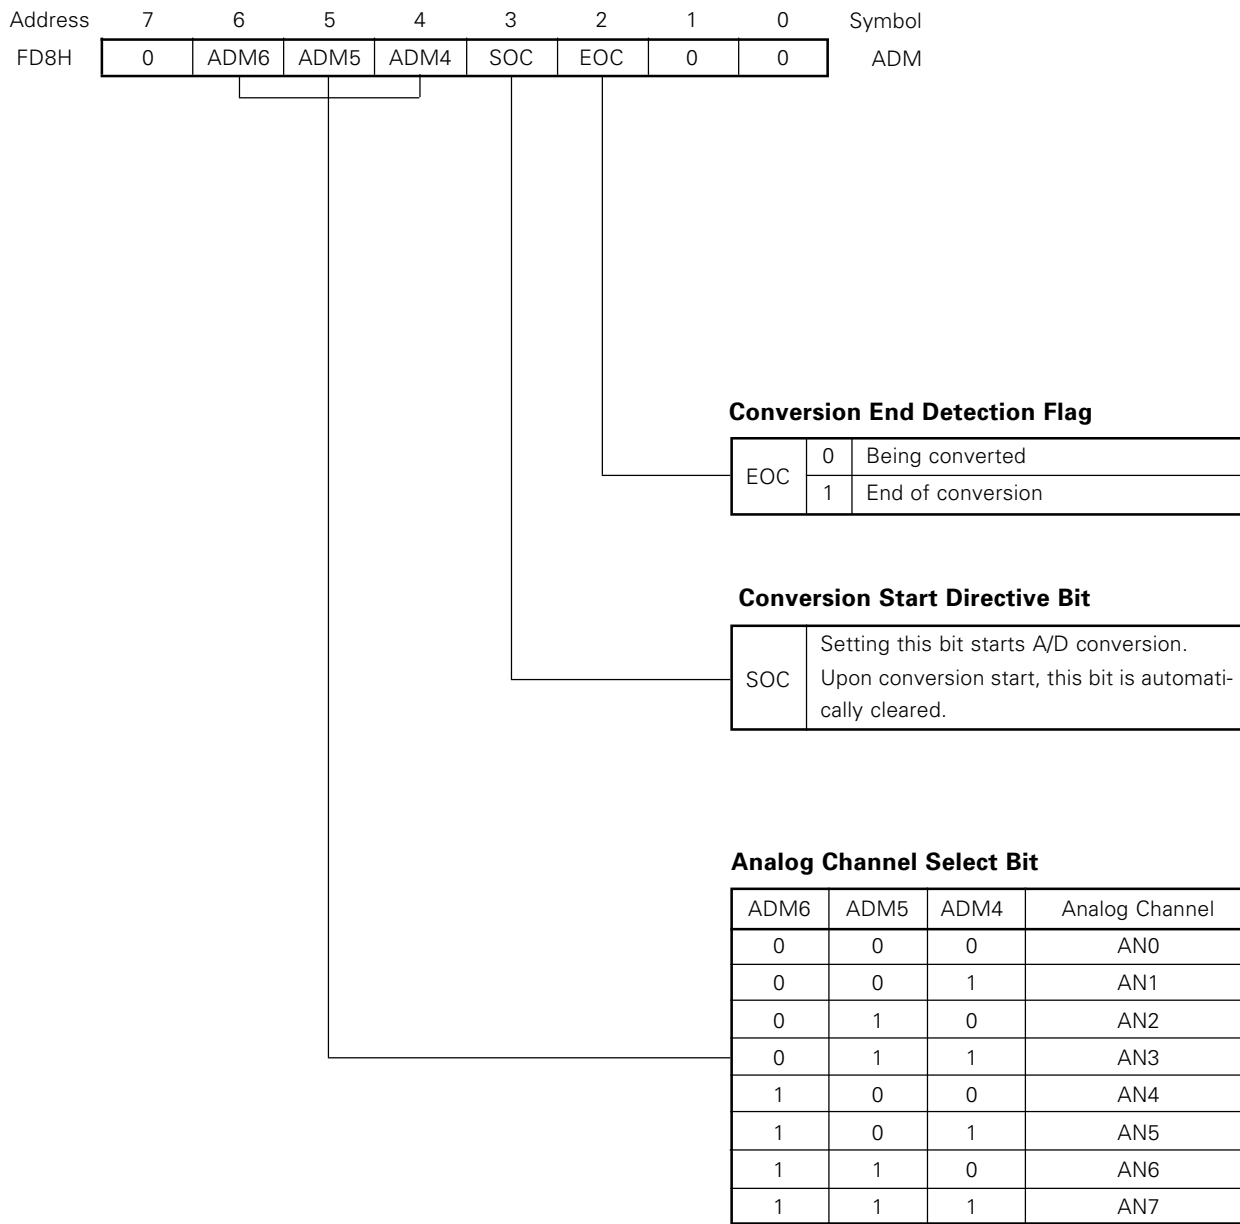 Address 7 6 5 4 3 2 1 0 Symbol
FD8H 0 ADM6 ADM5 ADM4 SOC EOC 0 0 ADM
Conversion End Detection Flag
EOC 0 Being converted
1 End of conversion
Conversion Start Directive Bit
SOC Setting this bit starts A/D conversion.
Upon conversion start, this bit is automati-
cally cleared.
Analog Channel Select Bit
ADM6 ADM5 ADM4 Analog Channel
0 0 0 AN0
0 0 1 AN1
0 1 0 AN2
0 1 1 AN3
1 0 0 AN4
1 0 1 AN5
1 1 0 AN6
1 1 1 AN7